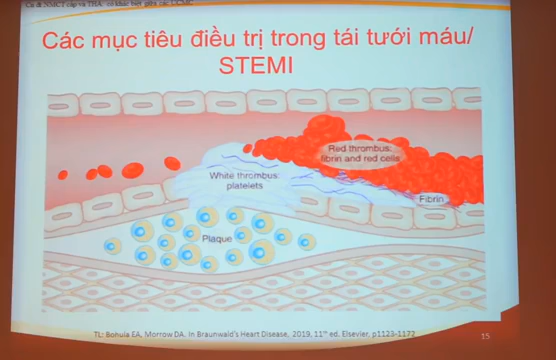 Các mục tiêu điều trị trong tái tưới máu/
STEMI
Red thrombus:
fibrin and red cells
White thrombus:
platelets
Fibrin
Plaque
TL: Bohula EA, Morrow DA. In Braunwald's Heart Disease, 2019, 11th ed, Elsevier, p1123-1172
15